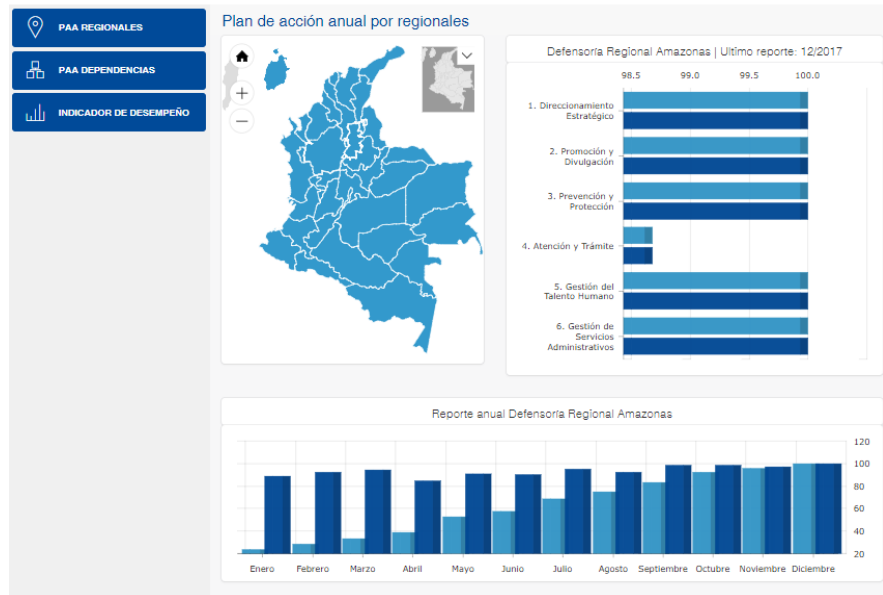 PAA REGIONALES
PAA DEPENDENCIAS
INDICADOR DE DESEMPEÑO
Plan de acción anual por regionales
Defensoría Regional Amazonas | Ultimo reporte: 12/2017
98.5 99.0 99.5 100.0
1. Direccionamiento
Estratégico
2. Promoción y
Divulgación
3. Prevención y
Protección
4. Atención y Trámite
5. Gestión del
Talento Humano
6. Gestión de
Servicios
Administrativos
Reporte anual Defensoría Regional Amazonas
120
100
80
60
40
20
Enero Febrero Marzo Abril Mayo Junio Julio Agosto Septiembre Octubre Noviembre Diciembre